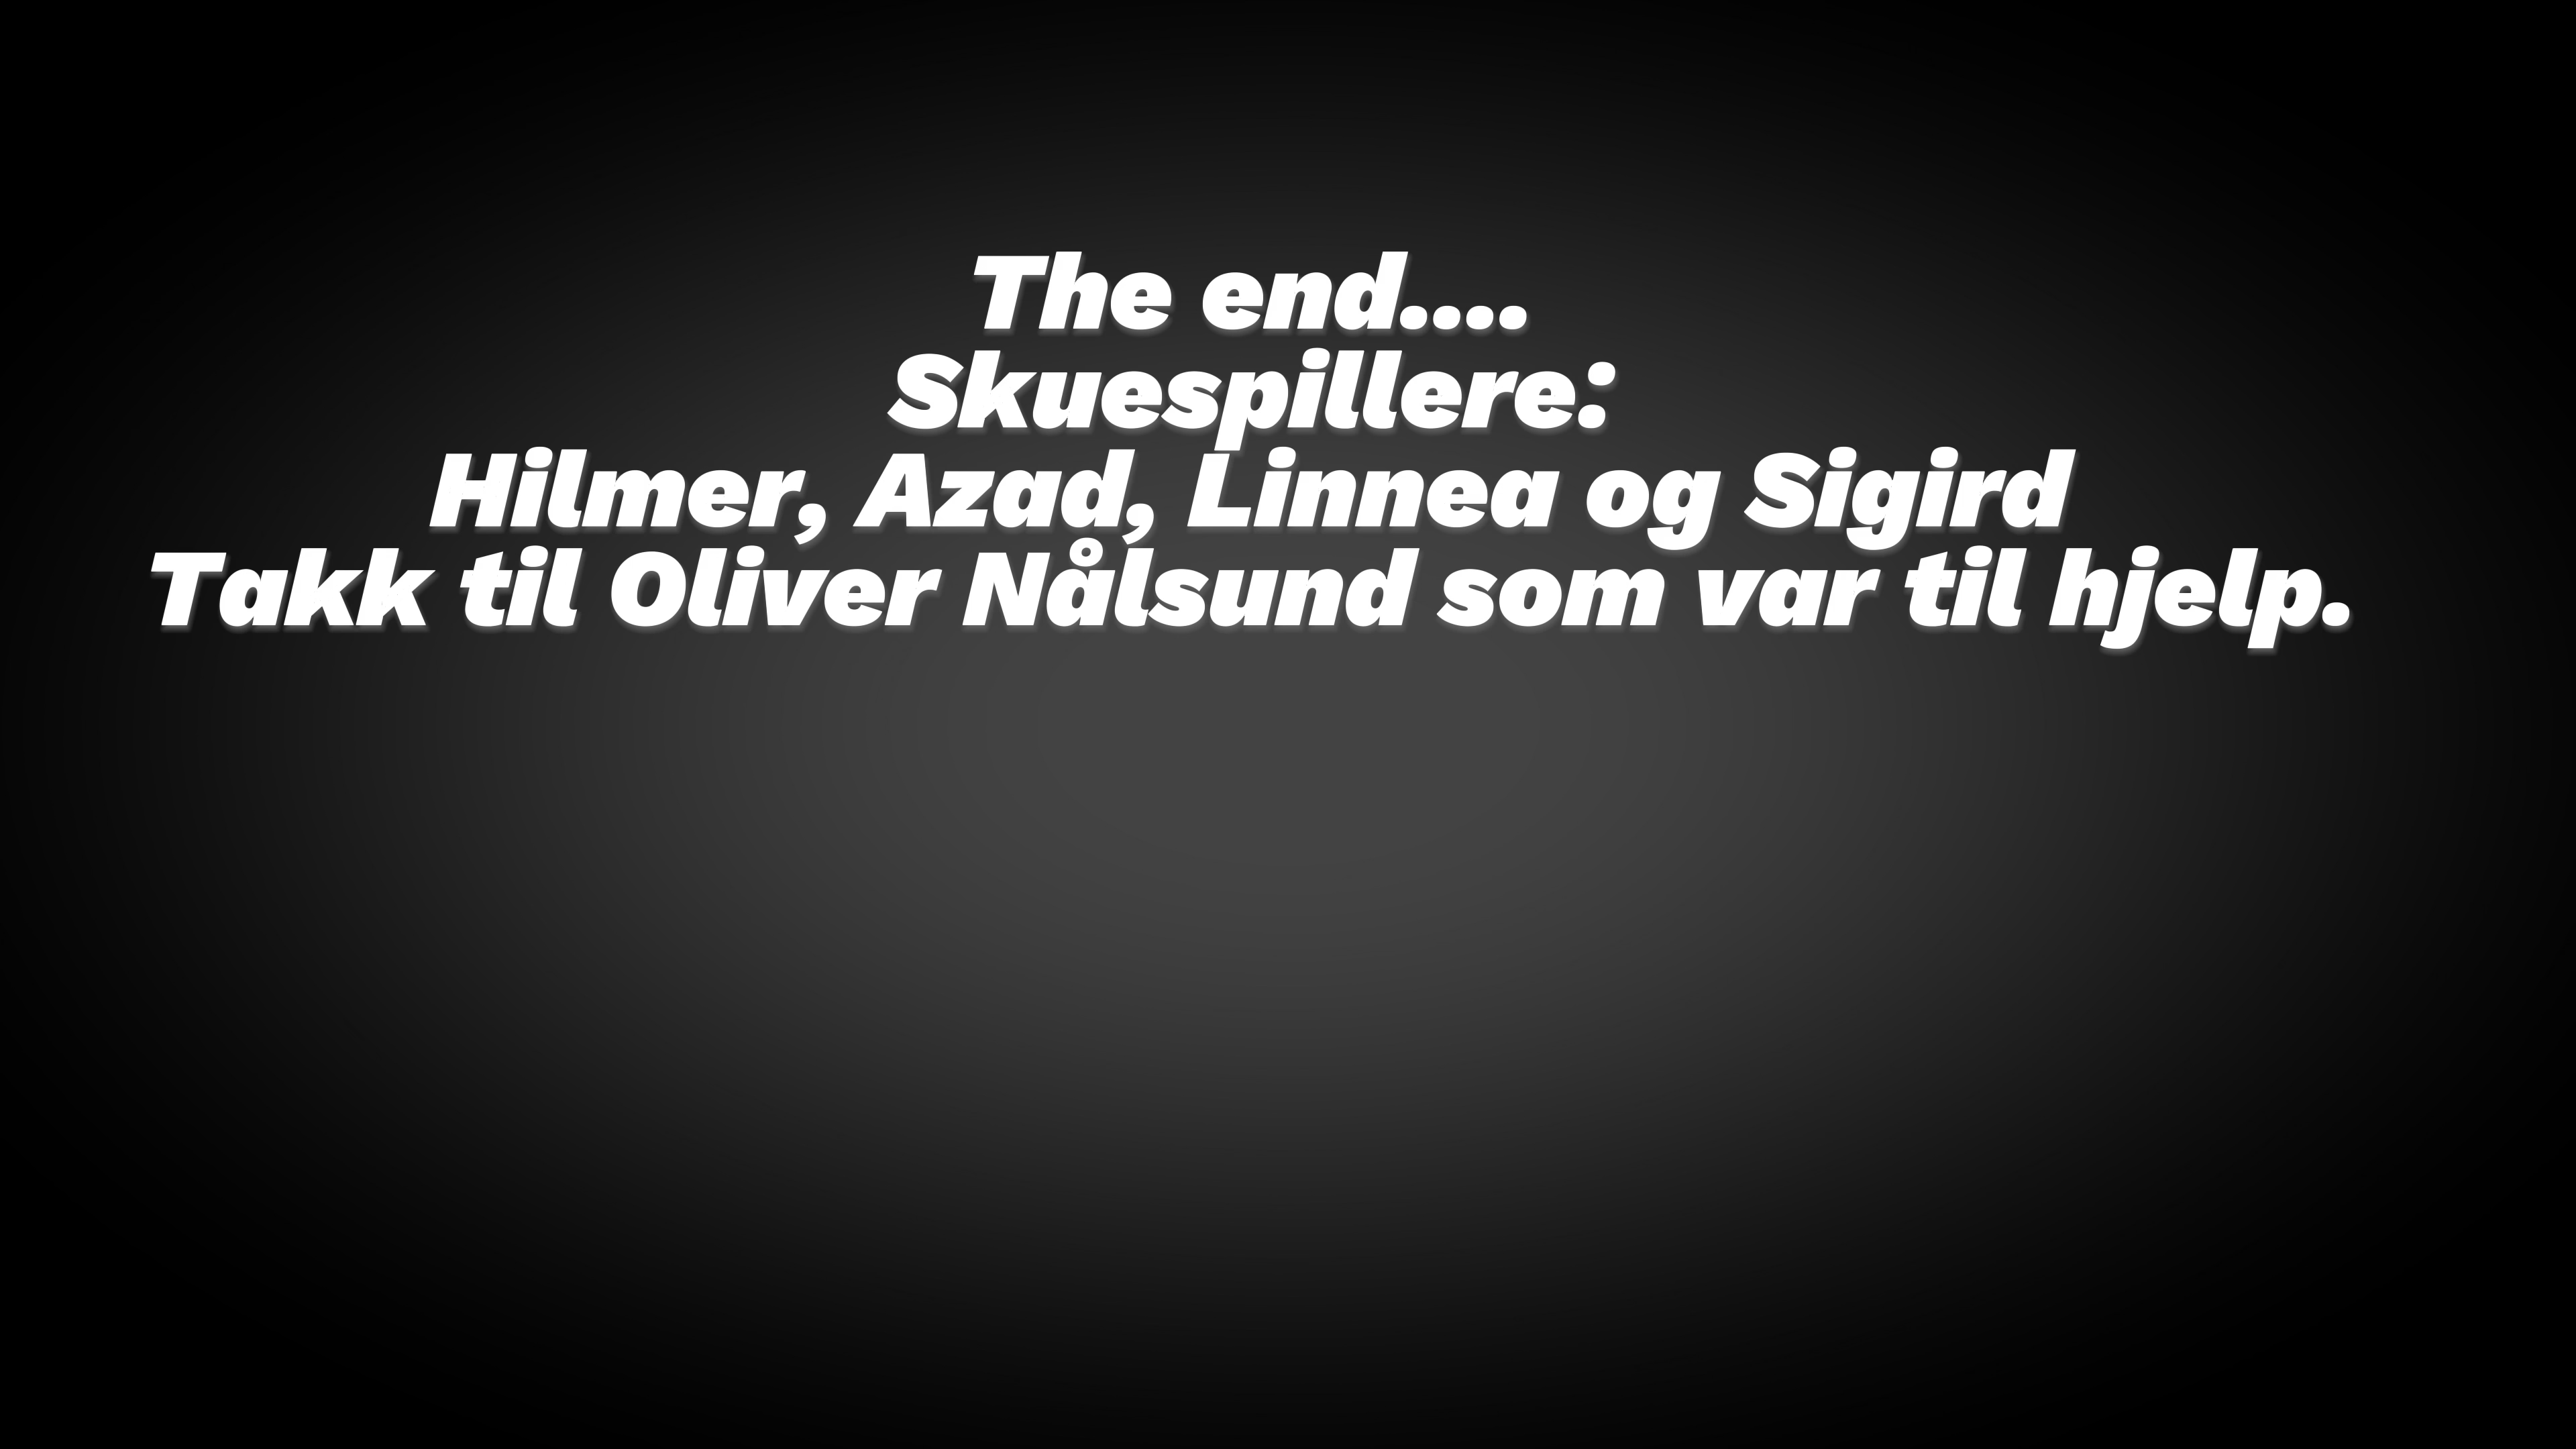 The end....
Skuespillere:
Hilmer, Azad, Linnea og Sigird
Takk til Oliver Nålsund som var til hjelp.